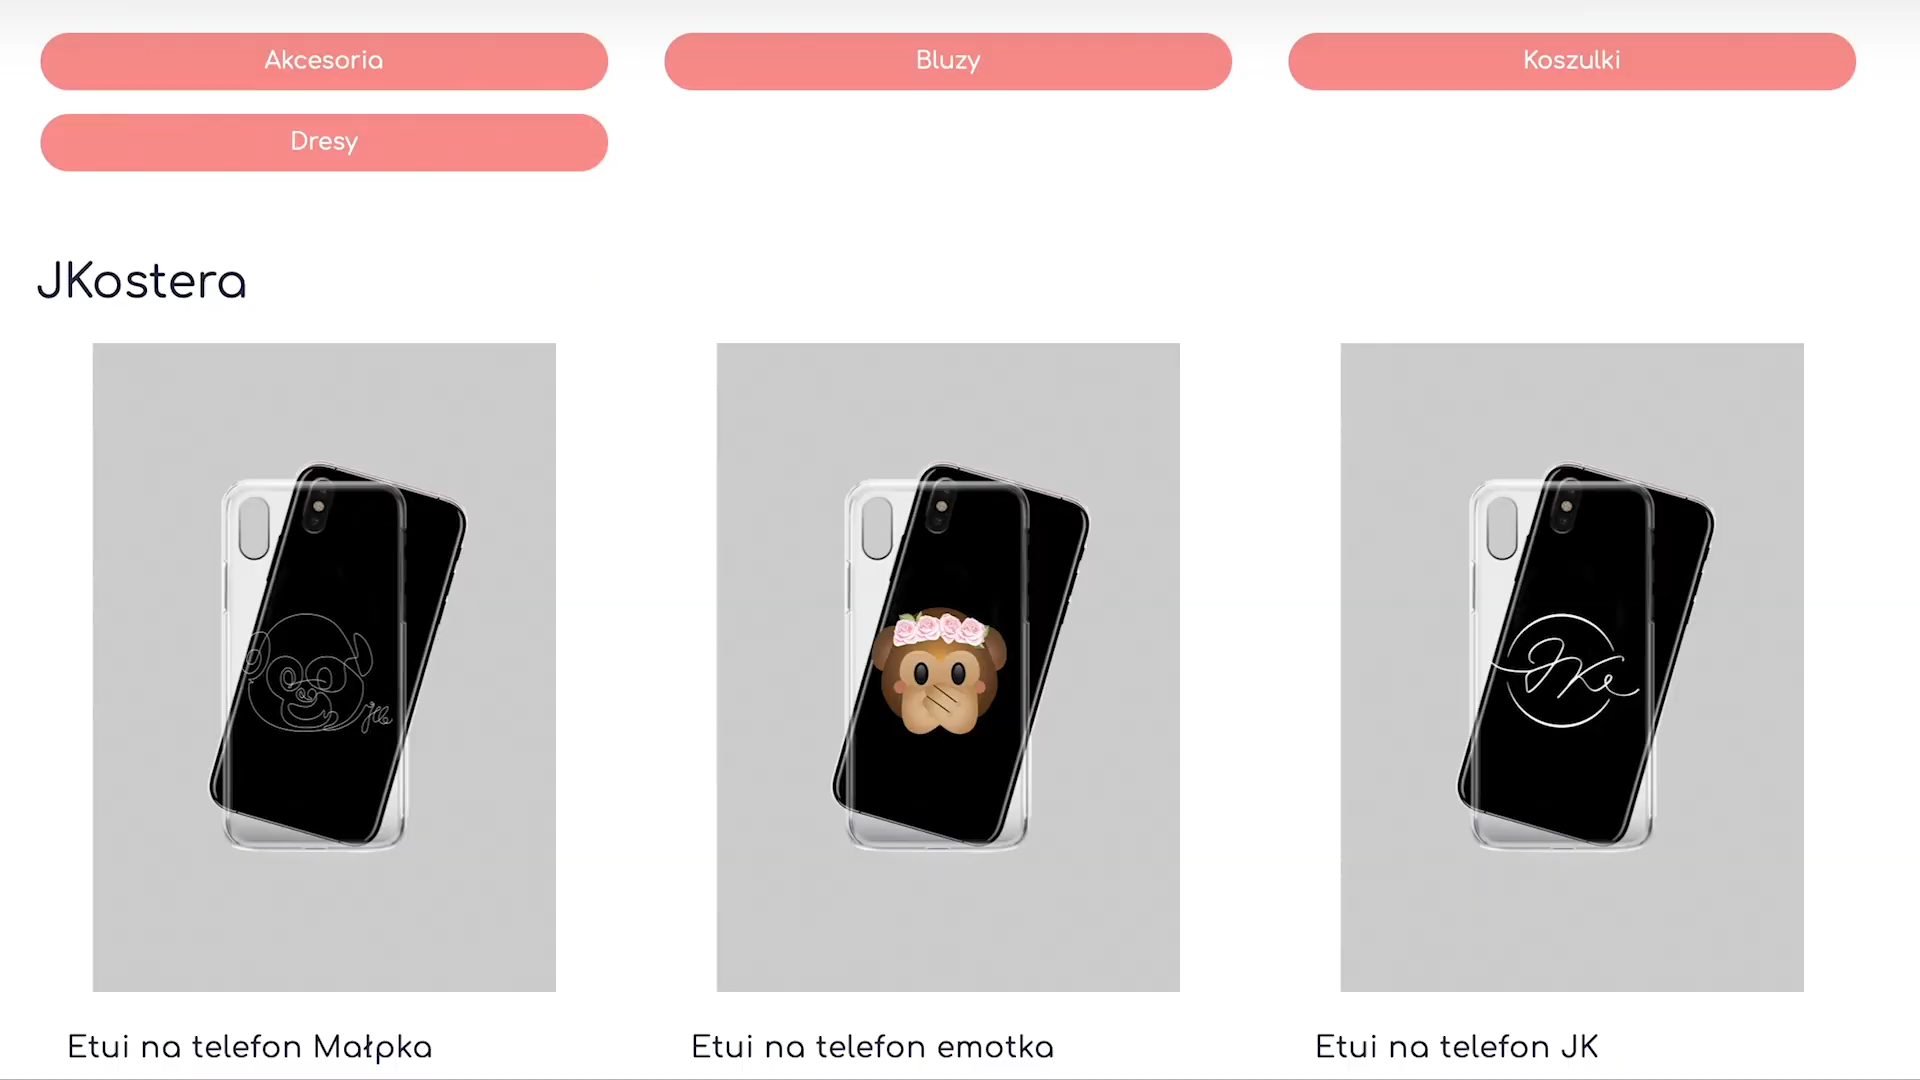 Akcesoria
Bluzy
Koszulki
Dresy
JKostera
Etui na telefon Małpka
Etui na telefon emotka
Etui na telefon JK